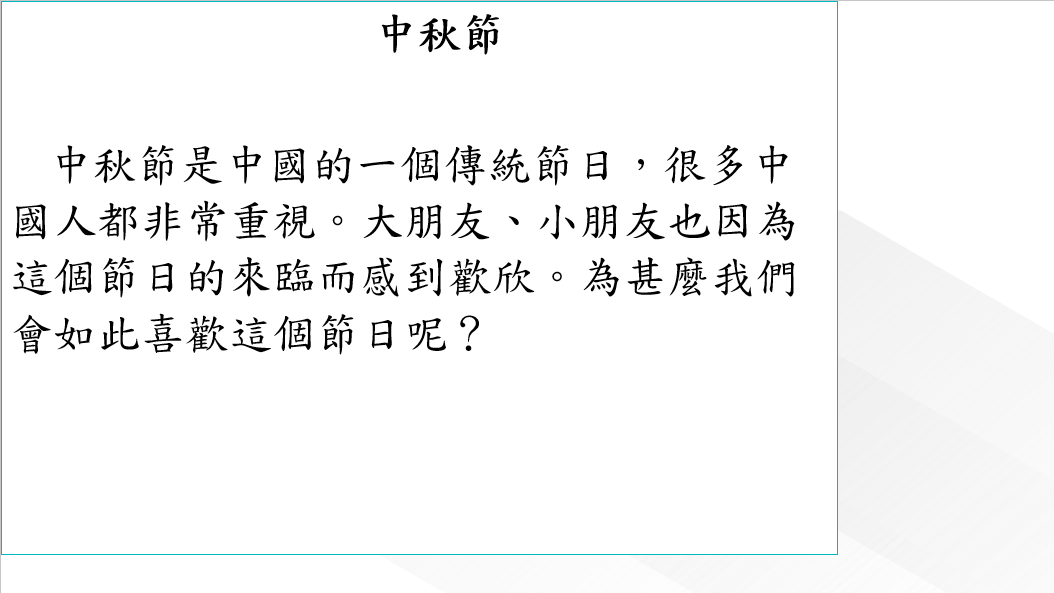 中秋節
中秋節是中國的一個傳統節日，很多中
國人都非常重視。大朋友、小朋友也因為
這個節日的來臨而感到歡欣。為甚麼我們
會如此喜歡這個節日呢？